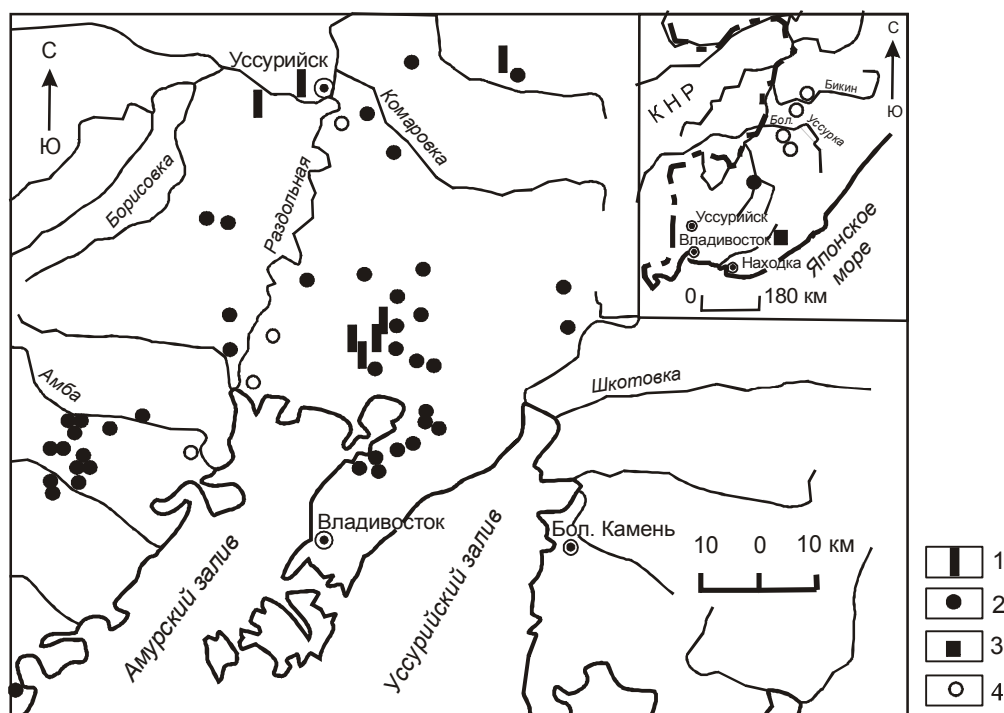 С
Ю
Уссурийск
Комаровка
Борисовка
Раздольная
Амба
Шкотовка
Владивосток
Бол. Камень
Амурский залив
Уссурийский залив
10 0 10 км
С
Ю
КНР
Бикин
Бол.
Уссурка
Уссурийск
Владивосток
Находка
Японское
море
0 180 км
1
2
3
4